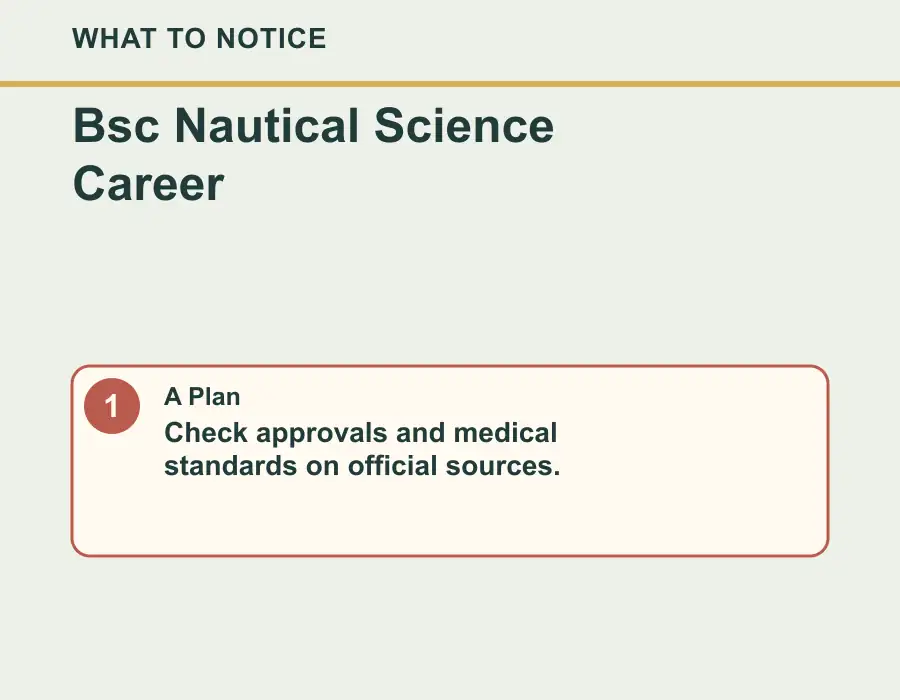 WHAT TO NOTICE
Bsc Nautical Science
Career
1
A Plan
Check approvals and medical
standards on official sources.